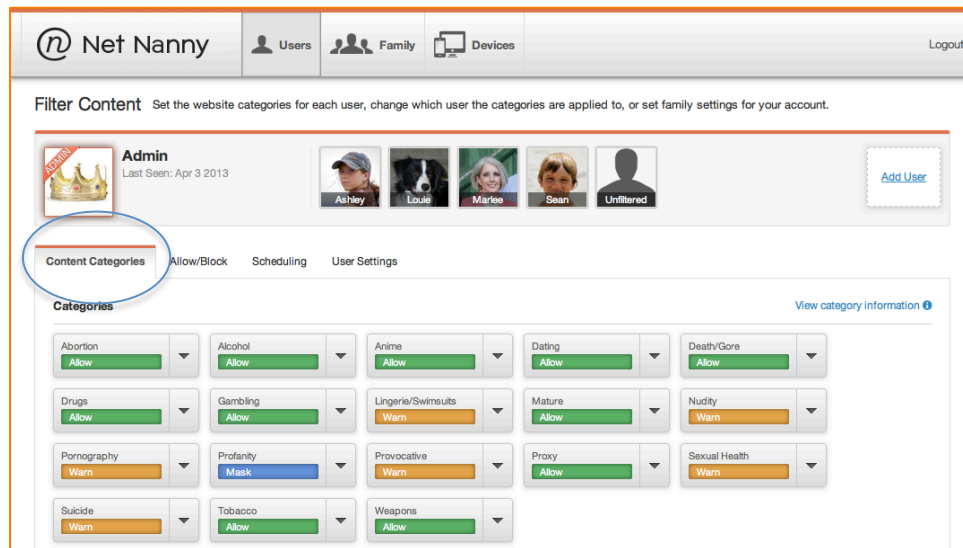 Net Nanny
Users
Family
Devices
Logout
Filter Content Set the website categories for each user, change which user the categories are applied to, or set family settings for your account.
ADMIN
Admin
Last Seen: Apr 3 2013
Ashley
Louie
Marlee
Sean
Unfiltered
Add User
Content Categories
Allow/Block
Scheduling
User Settings
Categories
View category information
Abortion
Allow
Alcohol
Allow
Anime
Allow
Dating
Allow
Death/Gore
Allow
Drugs
Allow
Gambling
Allow
Lingerie/Swimsuits
Warn
Mature
Allow
Nudity
Warn
Pornography
Warn
Profanity
Mask
Provocative
Warn
Proxy
Allow
Sexual Health
Warn
Suicide
Warn
Tobacco
Allow
Weapons
Allow